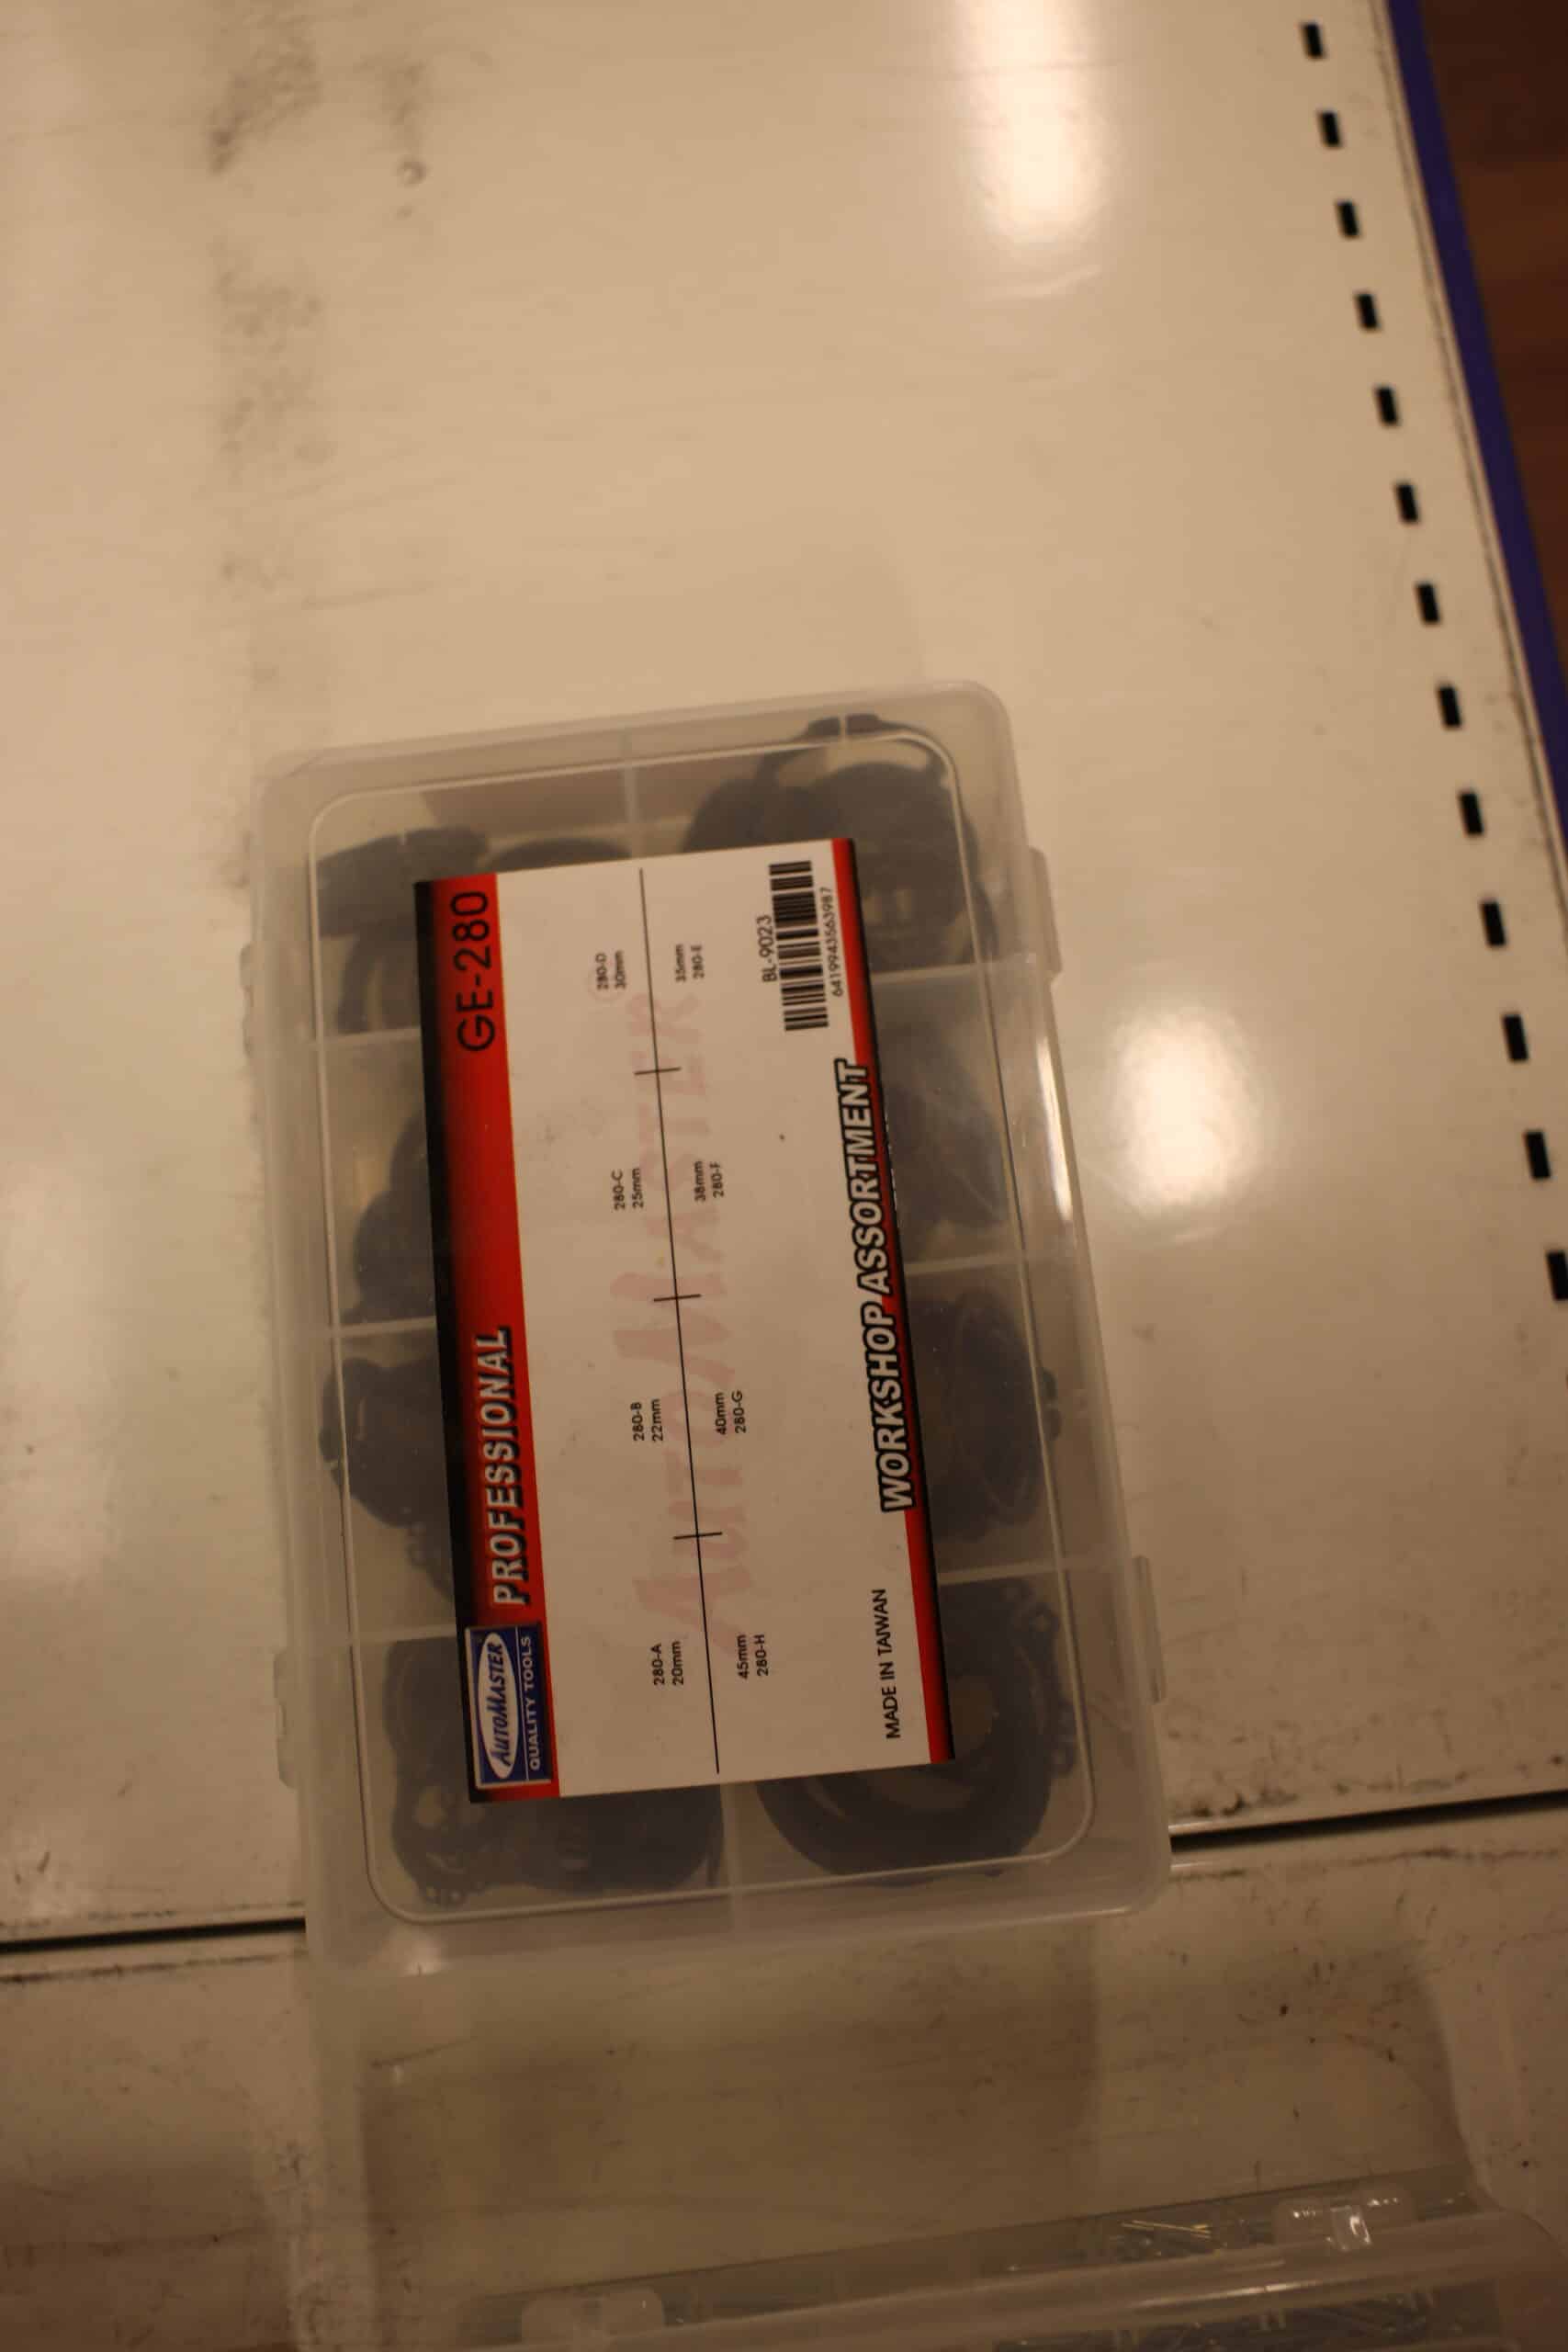 AUTOMASTER
QUALITY TOOLS
PROFESSIONAL
GE-280
280-A
20mm
280-B
22mm
280-C
25mm
280-D
30mm
AUTOMASTER
45mm
280-H
40mm
280-G
38mm
280-F
35mm
280-E
BL-9023
6419943563987
MADE IN TAIWAN
WORKSHOP ASSORTMENT